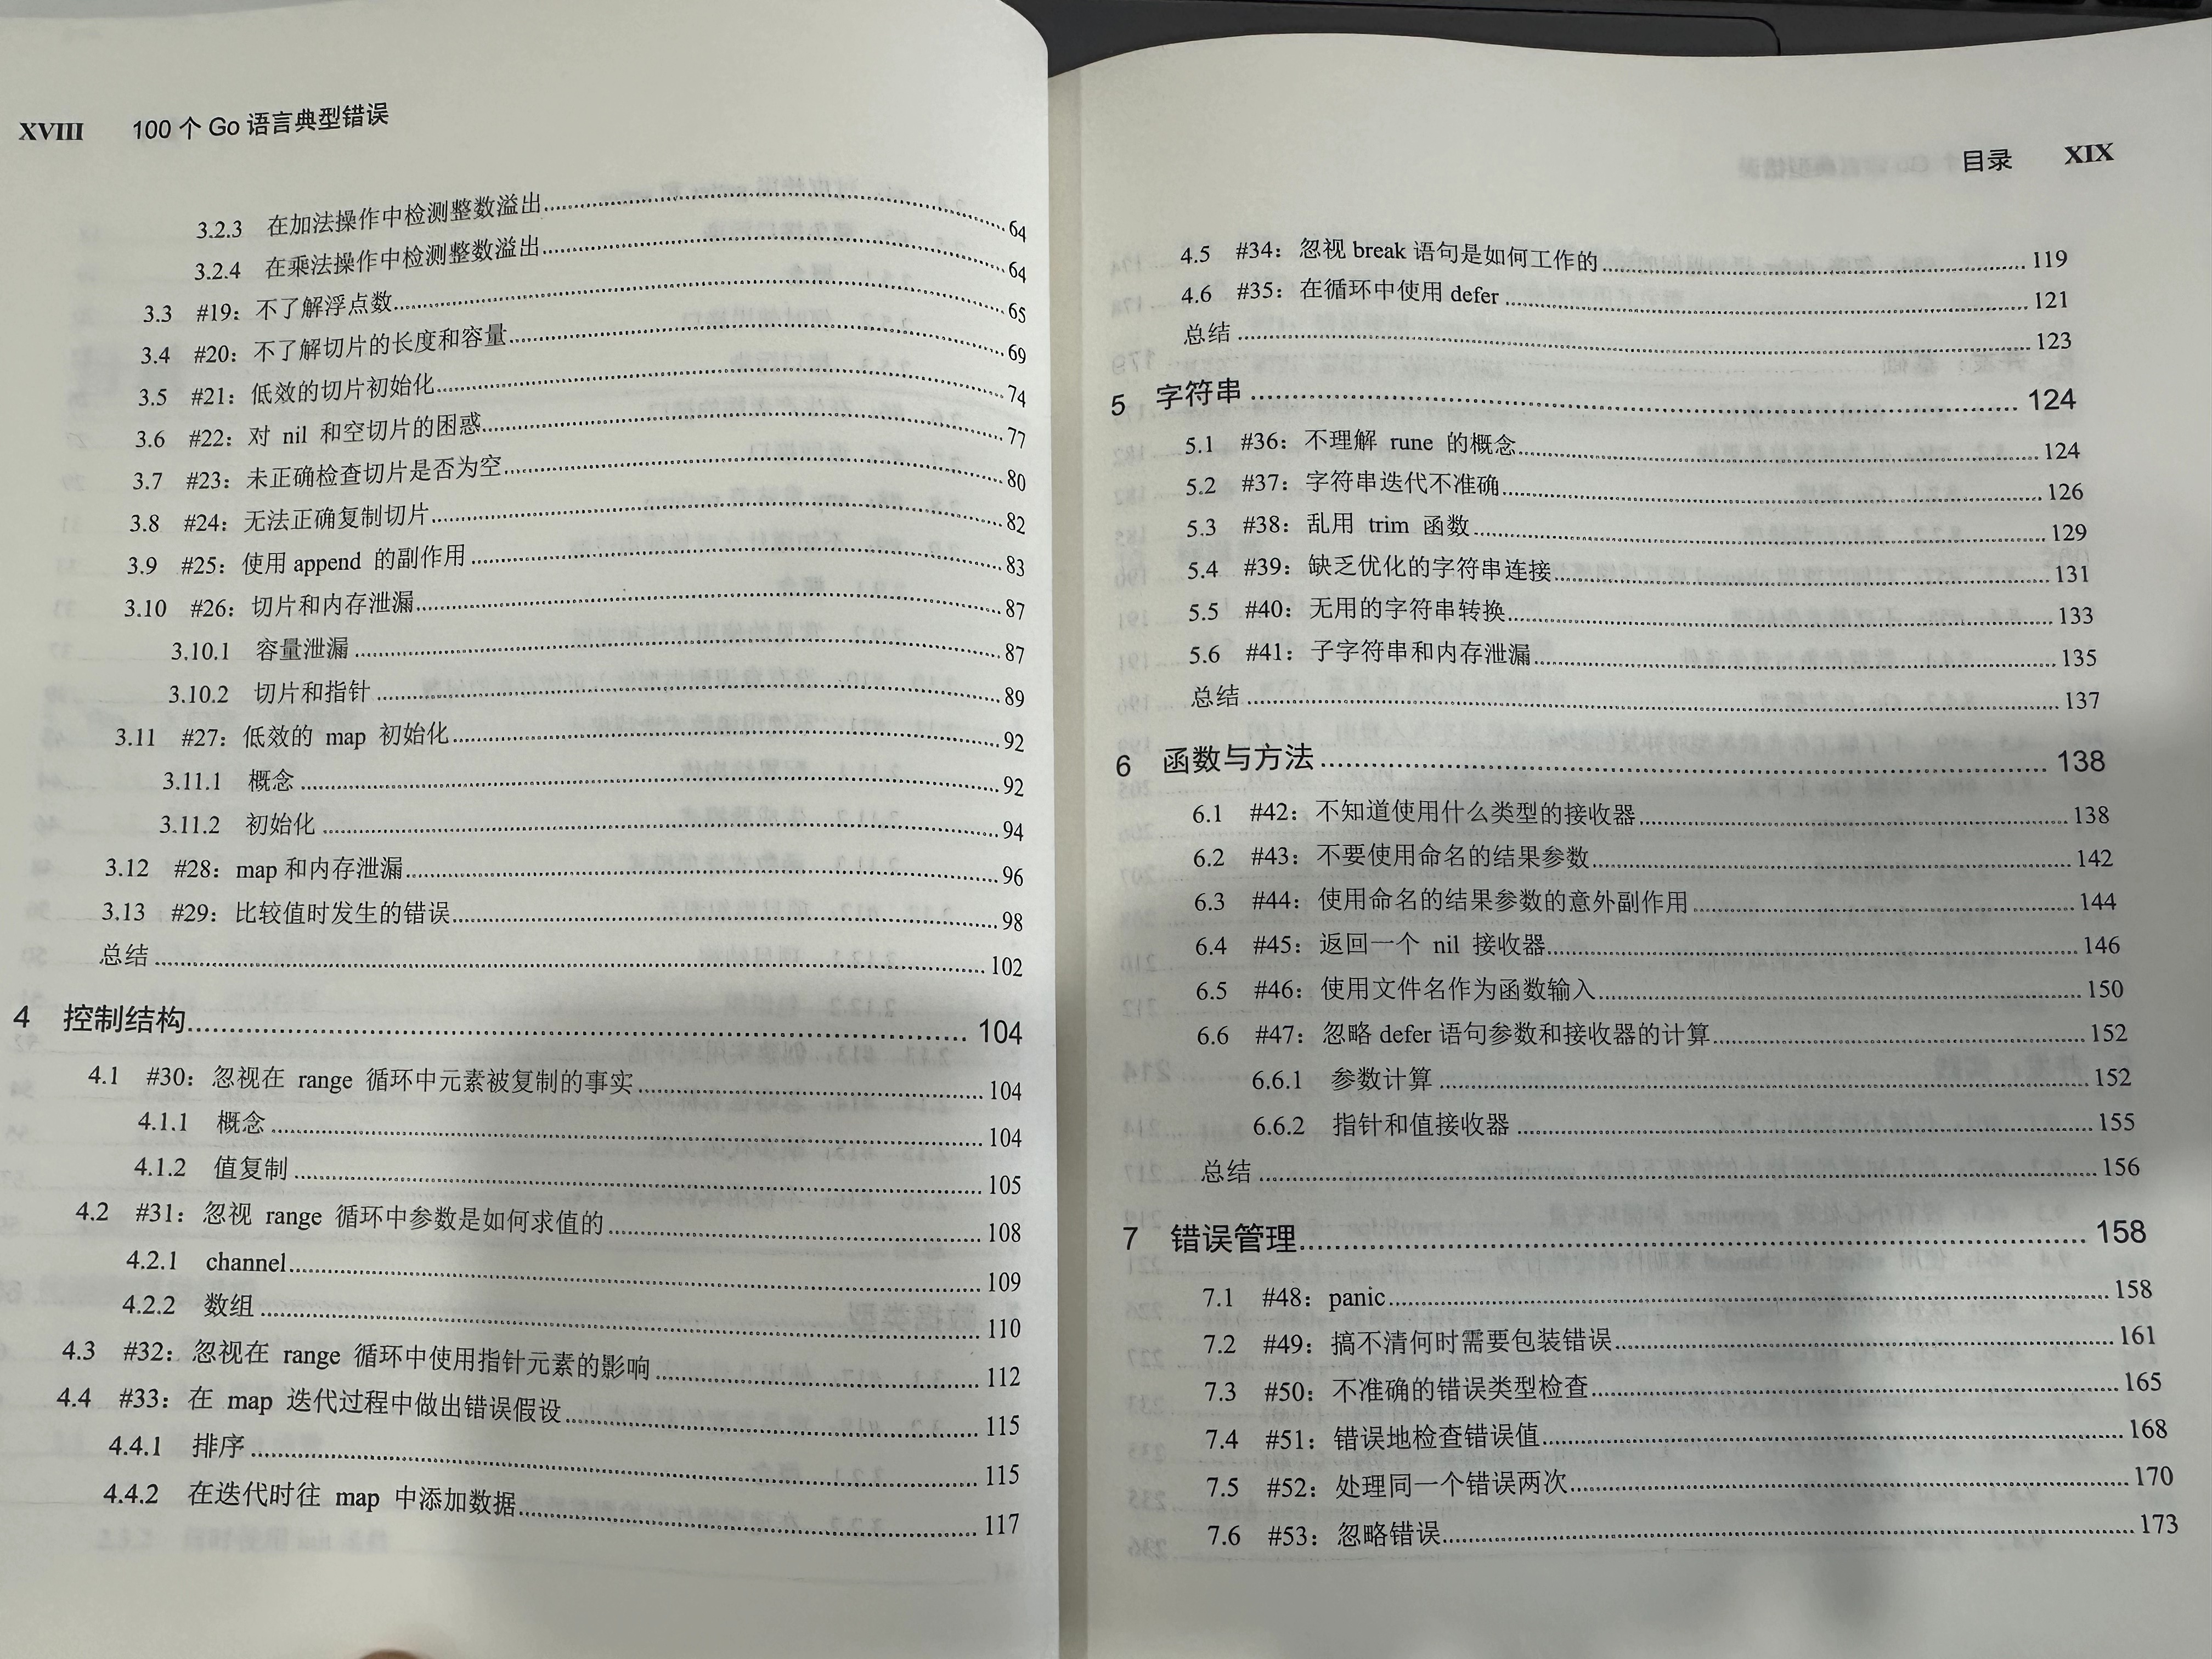 XVIII 100 个 Go 语言典型错误
3.2.3 在加法操作中检测整数溢出 64
3.2.4 在乘法操作中检测整数溢出 64
3.3 #19：不了解浮点数 65
3.4 #20：不了解切片的长度和容量 69
3.5 #21：低效的切片初始化 74
3.6 #22：对 nil 和空切片的困惑 77
3.7 #23：未正确检查切片是否为空 80
3.8 #24：无法正确复制切片 82
3.9 #25：使用 append 的副作用 83
3.10 #26：切片和内存泄漏 87
3.10.1 容量泄漏 87
3.10.2 切片和指针 89
3.11 #27：低效的 map 初始化 92
3.11.1 概念 92
3.11.2 初始化 94
3.12 #28：map 和内存泄漏 96
3.13 #29：比较值时发生的错误 98
总结 102
4 控制结构 104
4.1 #30：忽视在 range 循环中元素被复制的事实 104
4.1.1 概念 104
4.1.2 值复制 105
4.2 #31：忽视 range 循环中参数是如何求值的 108
4.2.1 channel 109
4.2.2 数组 110
4.3 #32：忽视在 range 循环中使用指针元素的影响 112
4.4 #33：在 map 迭代过程中做出错误假设 115
4.4.1 排序 115
4.4.2 在迭代时往 map 中添加数据 117
目录 XIX
4.5 #34：忽视 break 语句是如何工作的 119
4.6 #35：在循环中使用 defer 121
总结 123
5 字符串 124
5.1 #36：不理解 rune 的概念 124
5.2 #37：字符串迭代不准确 126
5.3 #38：乱用 trim 函数 129
5.4 #39：缺乏优化的字符串连接 131
5.5 #40：无用的字符串转换 133
5.6 #41：子字符串和内存泄漏 135
总结 137
6 函数与方法 138
6.1 #42：不知道使用什么类型的接收器 138
6.2 #43：不要使用命名的结果参数 142
6.3 #44：使用命名的结果参数的意外副作用 144
6.4 #45：返回一个 nil 接收器 146
6.5 #46：使用文件名作为函数输入 150
6.6 #47：忽略 defer 语句参数和接收器的计算 152
6.6.1 参数计算 152
6.6.2 指针和值接收器 155
总结 156
7 错误管理 158
7.1 #48：panic 158
7.2 #49：搞不清何时需要包装错误 161
7.3 #50：不准确的错误类型检查 165
7.4 #51：错误地检查错误值 168
7.5 #52：处理同一个错误两次 170
7.6 #53：忽略错误 173